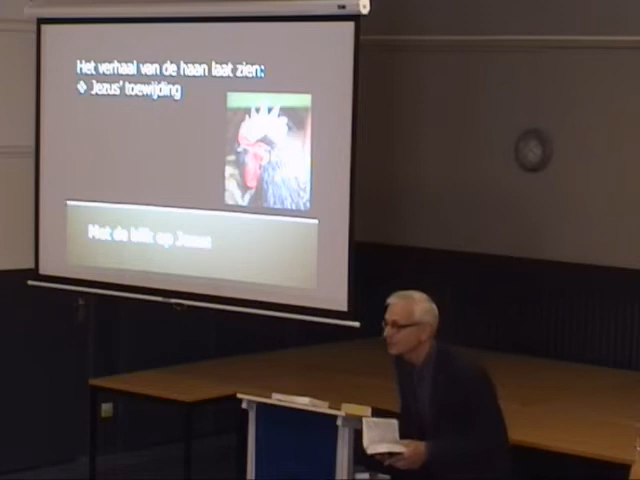 Het verhaal van de haan laat zien:
❖ Jezus' toewijding
Met de blik op Jezus